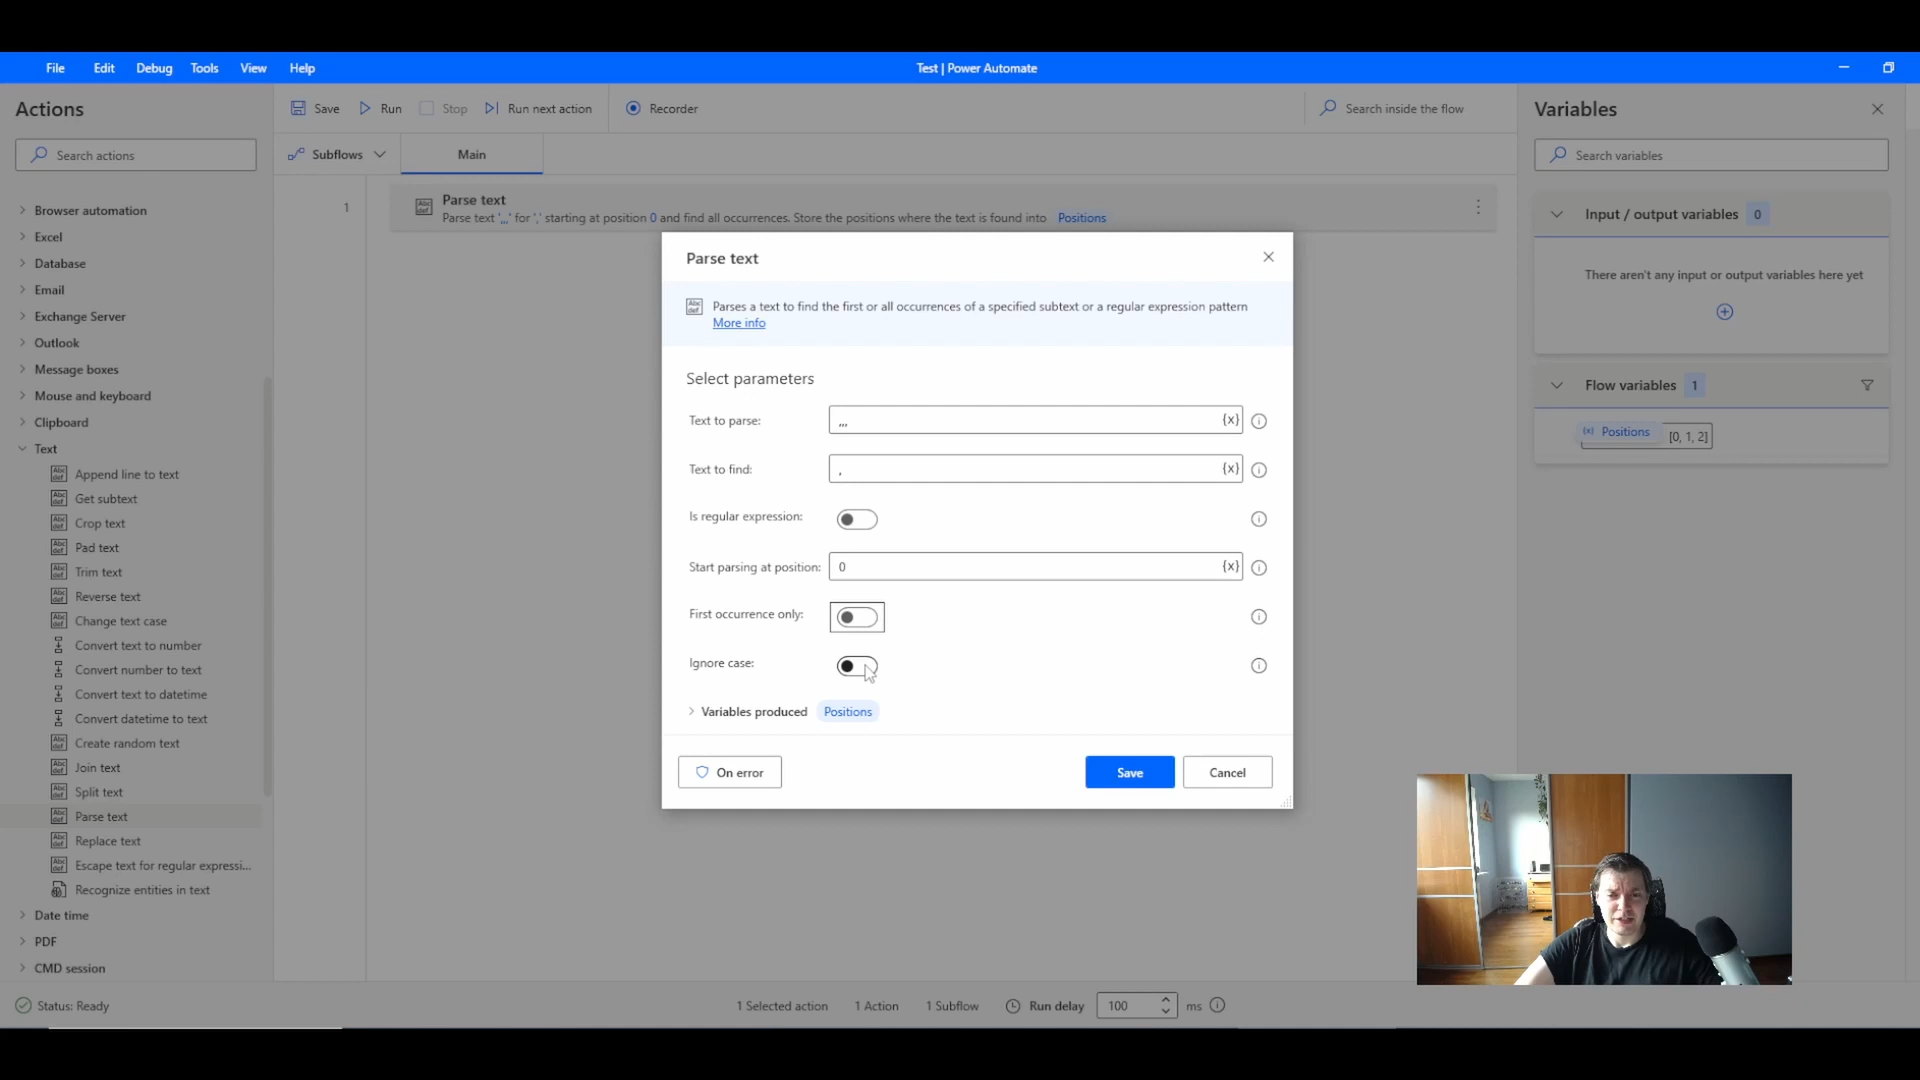 File Edit Debug Tools View Help
Test | Power Automate
Actions
Search actions
Browser automation
Excel
Database
Email
Exchange Server
Outlook
Message boxes
Mouse and keyboard
Clipboard
Text
Append line to text
Get subtext
Crop text
Pad text
Trim text
Reverse text
Change text case
Convert text to number
Convert number to text
Convert text to datetime
Convert datetime to text
Create random text
Join text
Split text
Parse text
Replace text
Escape text for regular expressi...
Recognize entities in text
Date time
PDF
CMD session
Save Run Stop Run next action Recorder
Search inside the flow
Subflows Main
1
Parse text
Parse text ',,,' for ',' starting at position 0 and find all occurrences. Store the positions where the text is found into Positions
Parse text
Parses a text to find the first or all occurrences of a specified subtext or a regular expression pattern
More info
Select parameters
Text to parse: ,,, {x}
Text to find: , {x}
Is regular expression:
Start parsing at position: 0 {x}
First occurrence only:
Ignore case:
Variables produced Positions
On error Save Cancel
Variables
Search variables
Input / output variables 0
There aren't any input or output variables here yet
Flow variables 1
{x} Positions [0, 1, 2]
Status: Ready
1 Selected action 1 Action 1 Subflow Run delay 100 ms